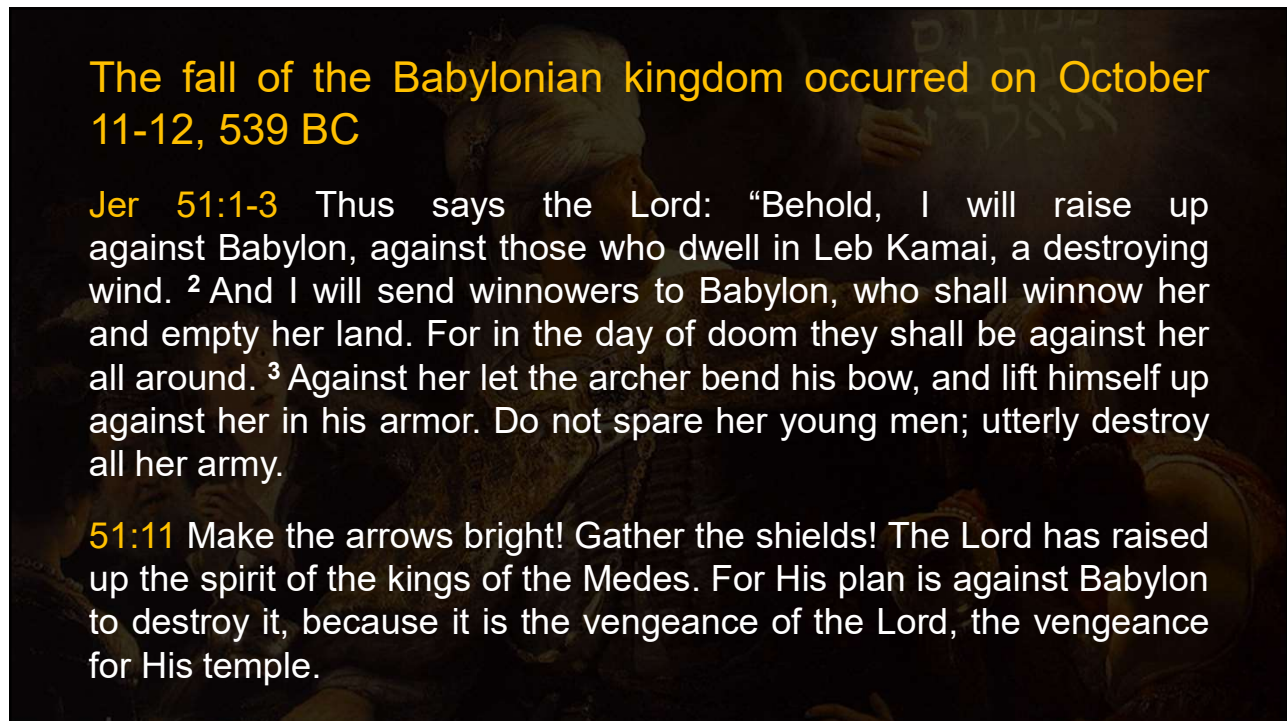 The fall of the Babylonian kingdom occurred on October
11-12, 539 BC
Jer 51:1-3 Thus says the Lord: “Behold, I will raise up
against Babylon, against those who dwell in Leb Kamai, a destroying
wind. ² And I will send winnowers to Babylon, who shall winnow her
and empty her land. For in the day of doom they shall be against her
all around. ³ Against her let the archer bend his bow, and lift himself up
against her in his armor. Do not spare her young men; utterly destroy
all her army.
51:11 Make the arrows bright! Gather the shields! The Lord has raised
up the spirit of the kings of the Medes. For His plan is against Babylon
to destroy it, because it is the vengeance of the Lord, the vengeance
for His temple.